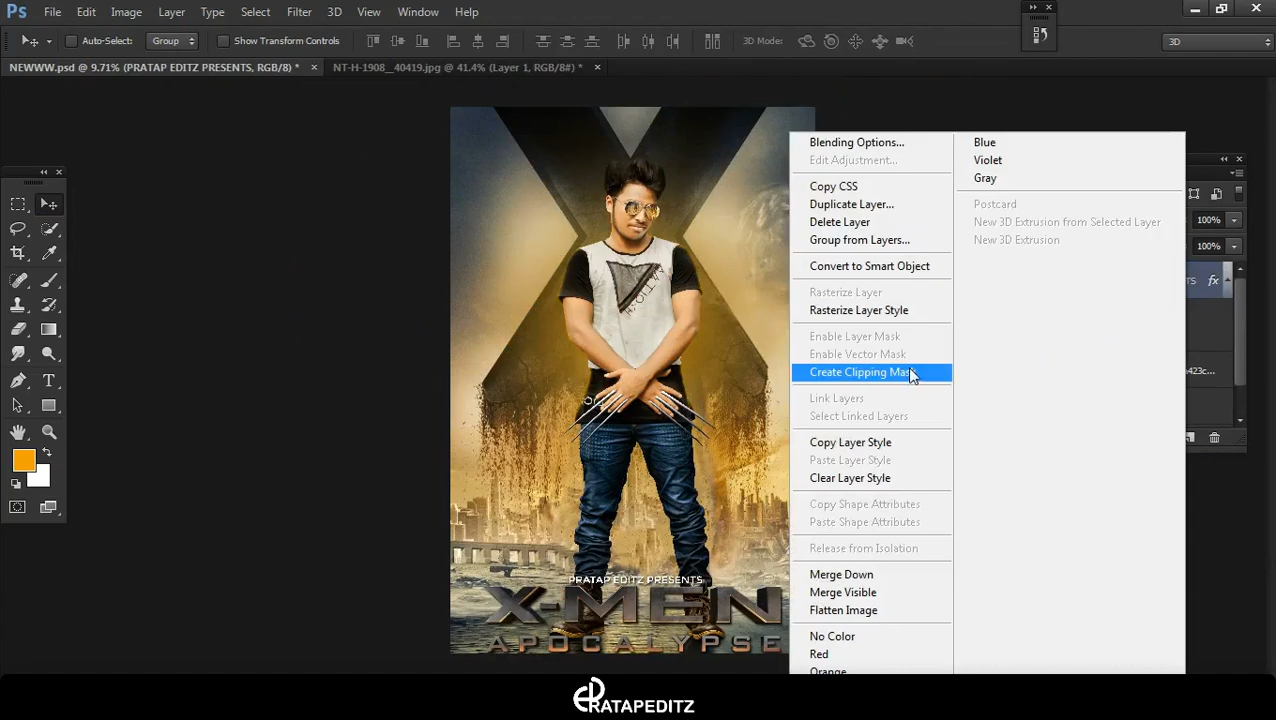 Ps File Edit Image Layer Type Select Filter 3D View Window Help
Auto-Select: Group Show Transform Controls 3D Mode: 3D
NEWWW.psd @ 9.71% (PRATAP EDITZ PRESENTS, RGB/8) * × NT-H-1908_40419.jpg @ 41.4% (Layer 1, RGB/8#) * ×
Blending Options...
Edit Adjustment...
Copy CSS
Duplicate Layer...
Delete Layer
Group from Layers...
Convert to Smart Object
Rasterize Layer
Rasterize Layer Style
Enable Layer Mask
Enable Vector Mask
Create Clipping Mask
Link Layers
Select Linked Layers
Copy Layer Style
Paste Layer Style
Clear Layer Style
Copy Shape Attributes
Paste Shape Attributes
Release from Isolation
Merge Down
Merge Visible
Flatten Image
No Color
Red
Orange
Blue
Violet
Gray
Postcard
New 3D Extrusion from Selected Layer
New 3D Extrusion
100%
100%
TS fx
a423c...
PRATAP EDITZ PRESENTS
X-MEN
APOCALYPSE
PRATAPEDITZ